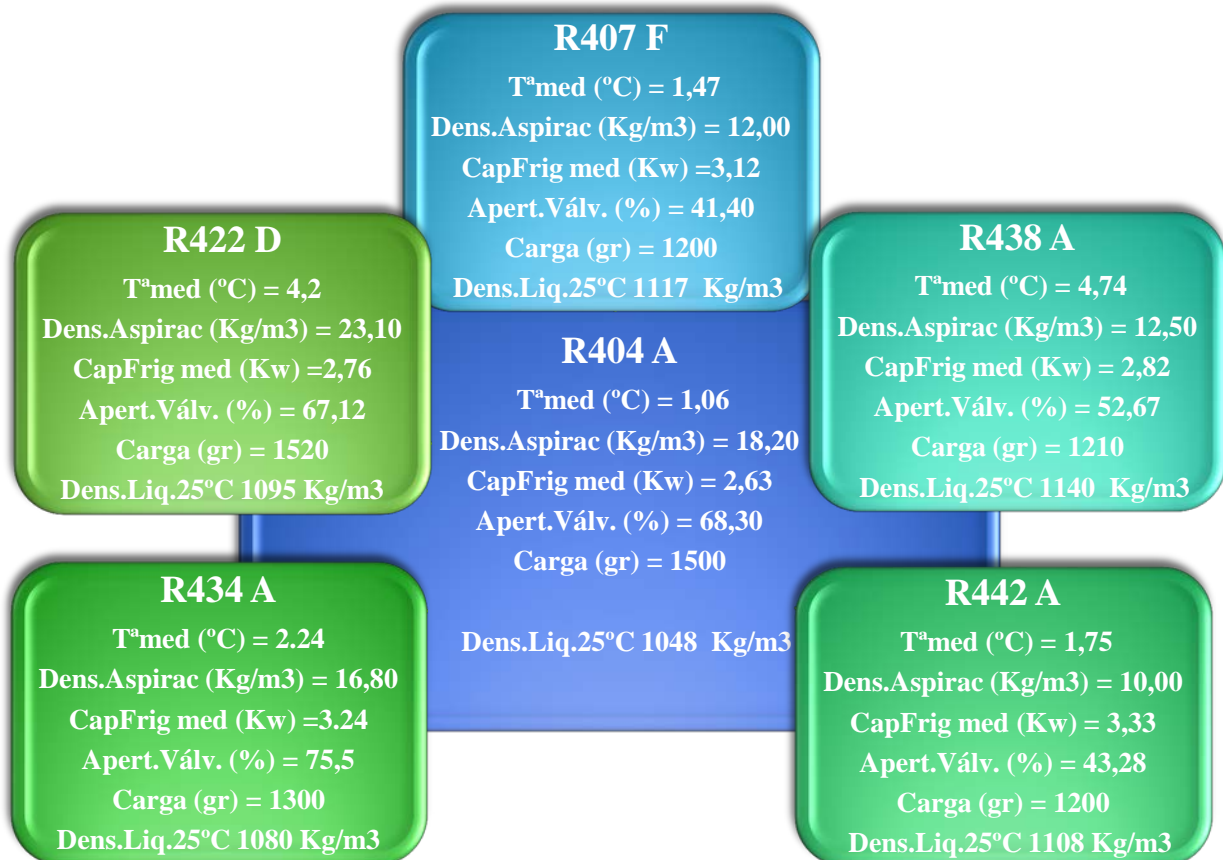 R407 F
Tªmed (ºC) = 1,47
Dens.Aspirac (Kg/m3) = 12,00
CapFrig med (Kw) =3,12
Apert.Válv. (%) = 41,40
Carga (gr) = 1200
Dens.Liq.25ºC 1117 Kg/m3
R422 D
Tªmed (ºC) = 4,2
Dens.Aspirac (Kg/m3) = 23,10
CapFrig med (Kw) =2,76
Apert.Válv. (%) = 67,12
Carga (gr) = 1520
Dens.Liq.25ºC 1095 Kg/m3
R404 A
Tªmed (ºC) = 1,06
Dens.Aspirac (Kg/m3) = 18,20
CapFrig med (Kw) = 2,63
Apert.Válv. (%) = 68,30
Carga (gr) = 1500
Dens.Liq.25ºC 1048 Kg/m3
R438 A
Tªmed (ºC) = 4,74
Dens.Aspirac (Kg/m3) = 12,50
CapFrig med (Kw) = 2,82
Apert.Válv. (%) = 52,67
Carga (gr) = 1210
Dens.Liq.25ºC 1140 Kg/m3
R434 A
Tªmed (ºC) = 2.24
Dens.Aspirac (Kg/m3) = 16,80
CapFrig med (Kw) =3.24
Apert.Válv. (%) = 75,5
Carga (gr) = 1300
Dens.Liq.25ºC 1080 Kg/m3
R442 A
Tªmed (ºC) = 1,75
Dens.Aspirac (Kg/m3) = 10,00
CapFrig med (Kw) = 3,33
Apert.Válv. (%) = 43,28
Carga (gr) = 1200
Dens.Liq.25ºC 1108 Kg/m3